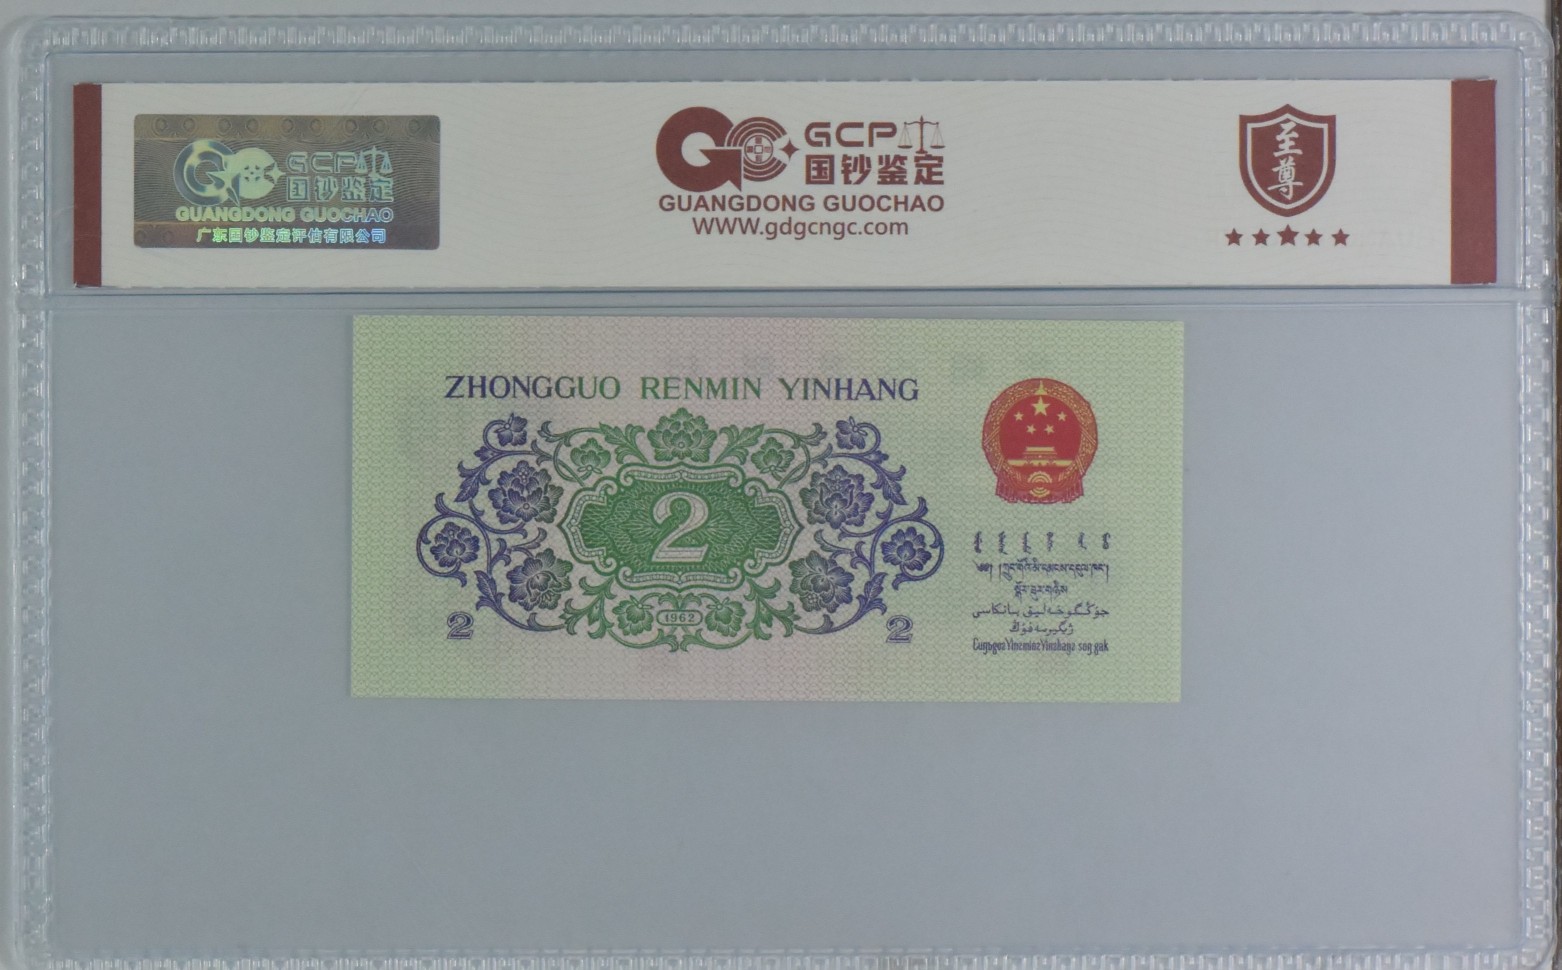 GCP
国钞鉴定
GUANGDONG GUOCHAO
广东国钞鉴定评估有限公司
GCP
国钞鉴定
GUANGDONG GUOCHAO
WWW.gdgcngc.com
至尊
ZHONGGUO RENMIN YINHANG
2
1962
2
2
جۇڭگوخەلىق بانكاسى